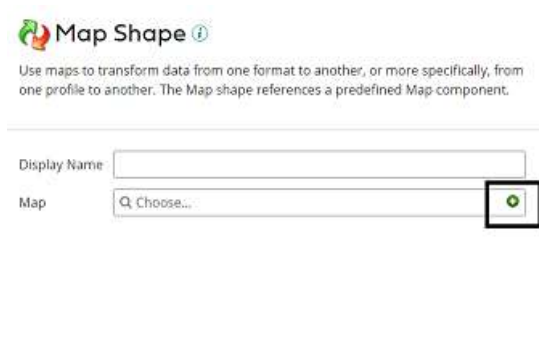 Map Shape
Use maps to transform data from one format to another, or more specifically, from
one profile to another. The Map shape references a predefined Map component.
Display Name
Map
Choose...